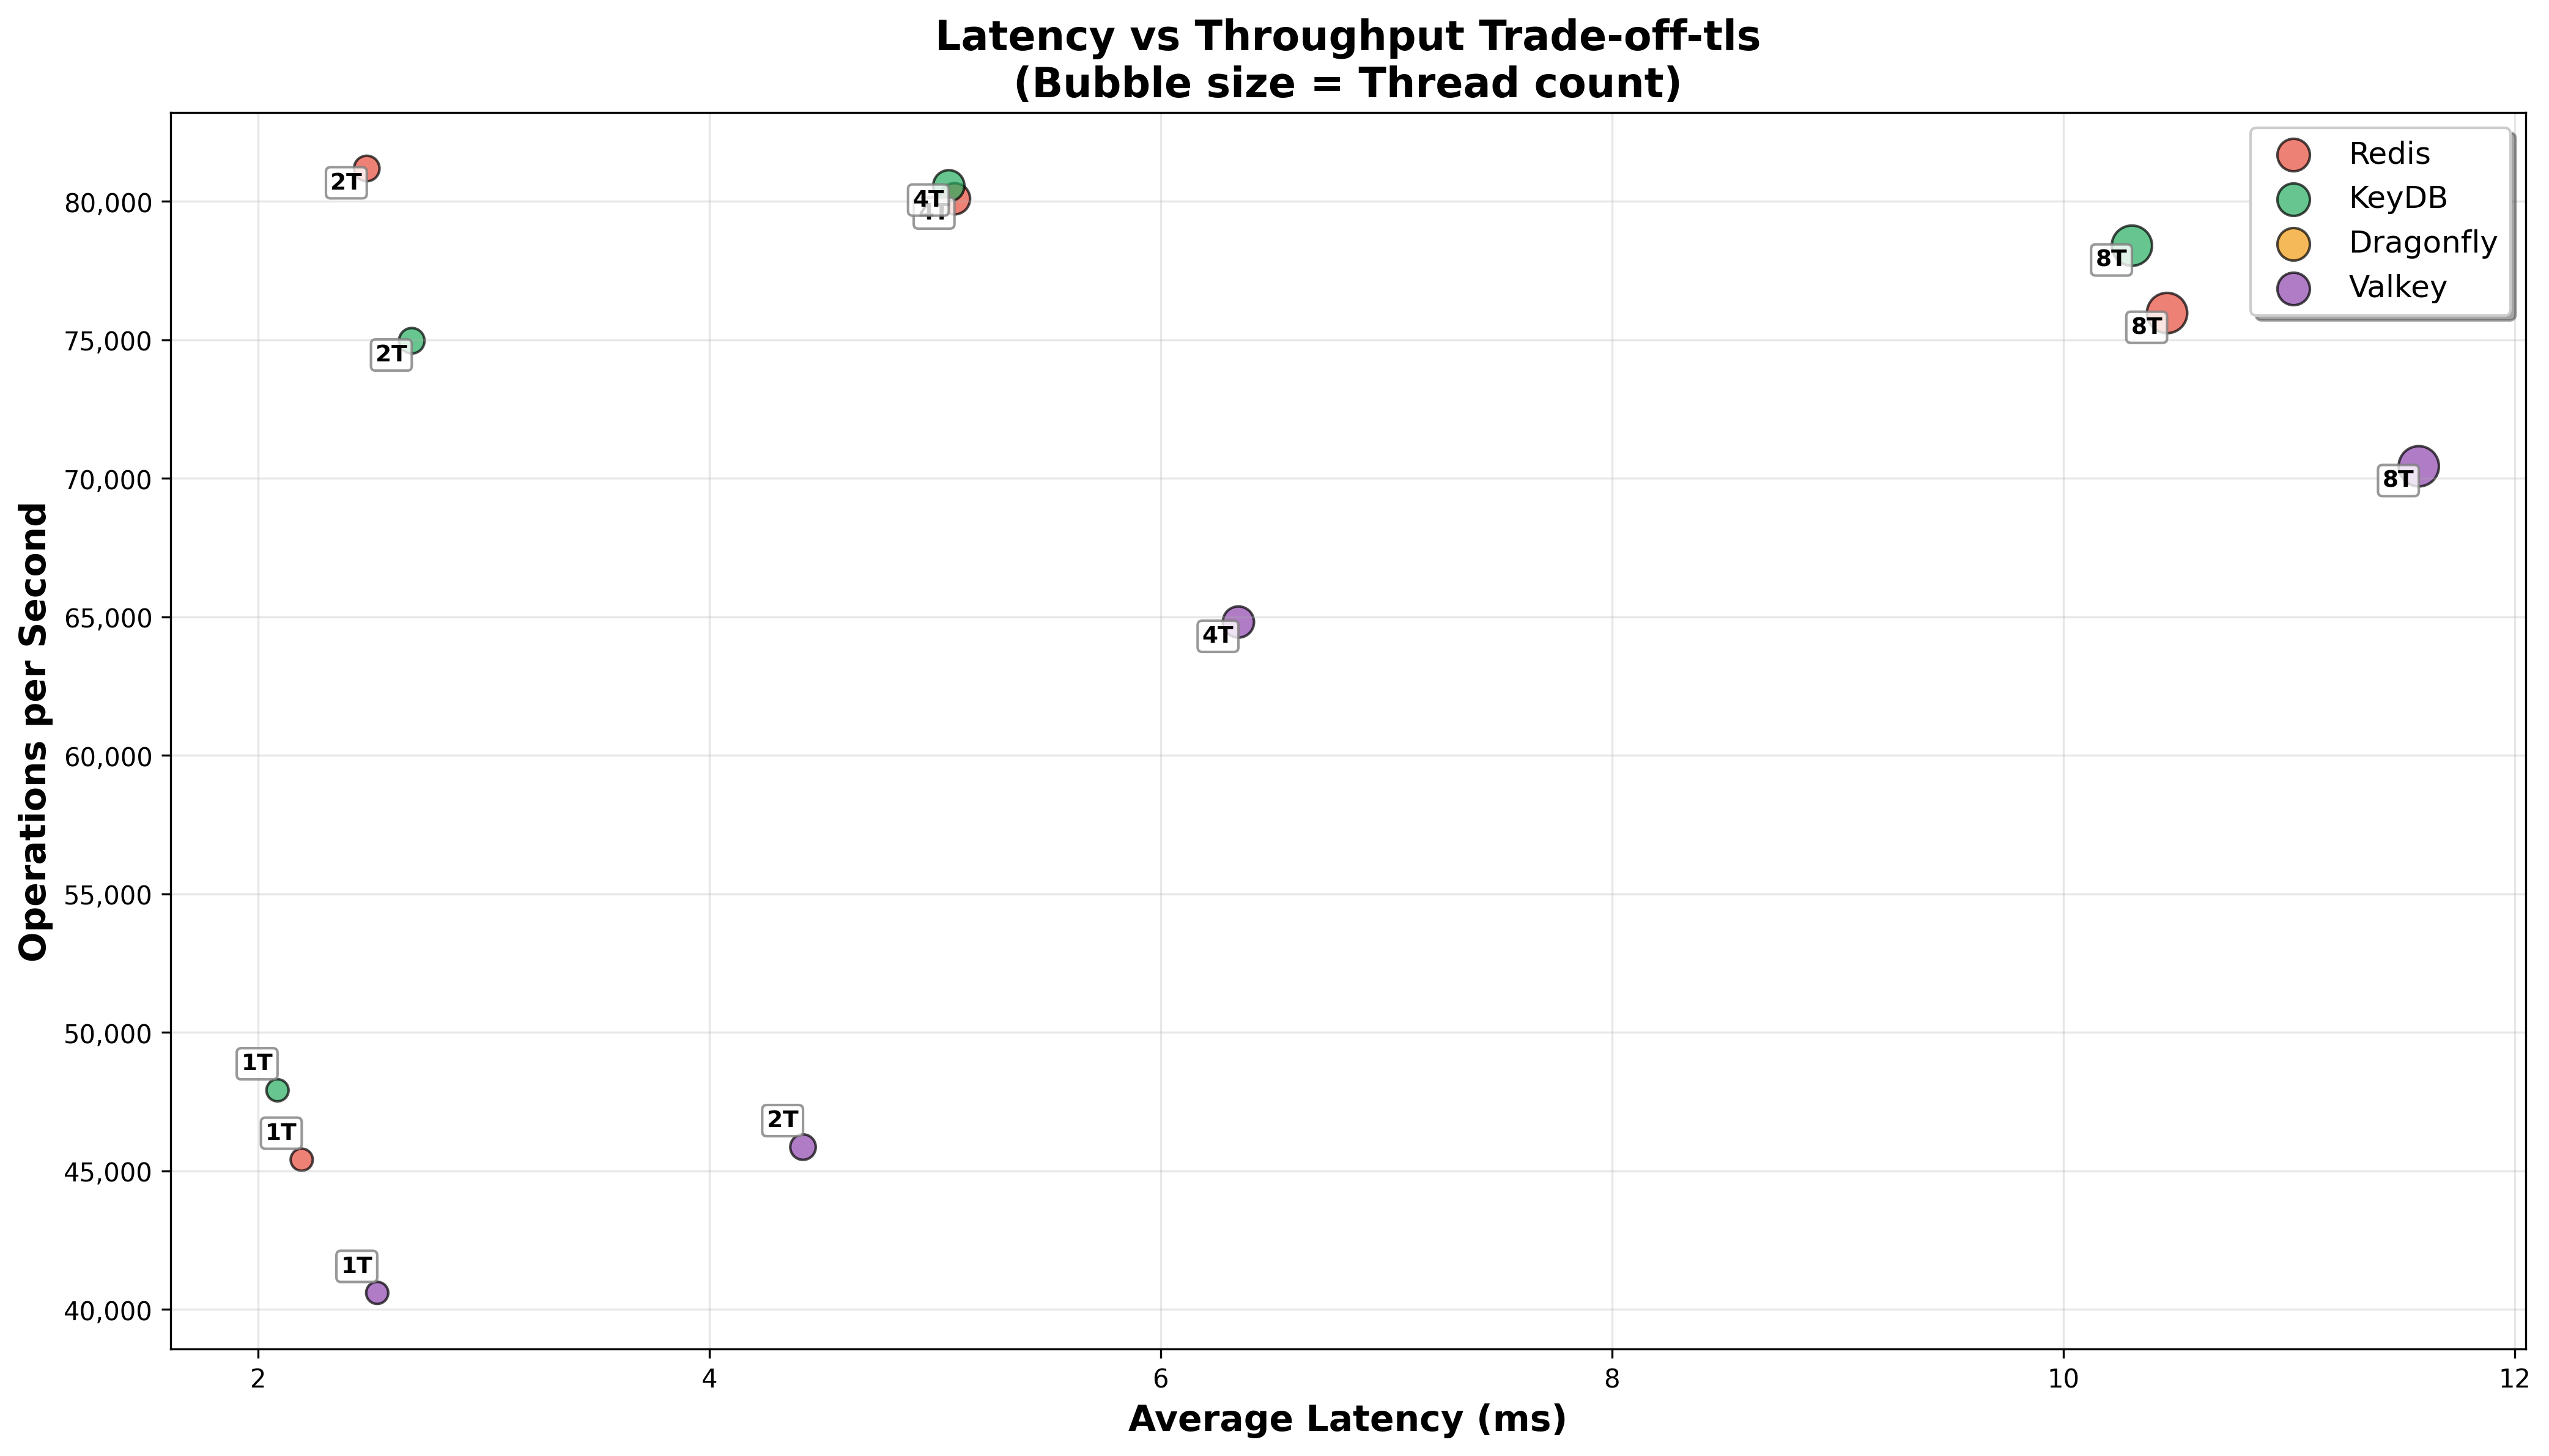 Latency vs Throughput Trade-off-tls
(Bubble size = Thread count)
Redis
KeyDB
Dragonfly
Valkey
Operations per Second
80,000
75,000
70,000
65,000
60,000
55,000
50,000
45,000
40,000
2T
4T
4T
8T
8T
2T
8T
4T
1T
2T
1T
1T
2
4
6
8
10
12
Average Latency (ms)